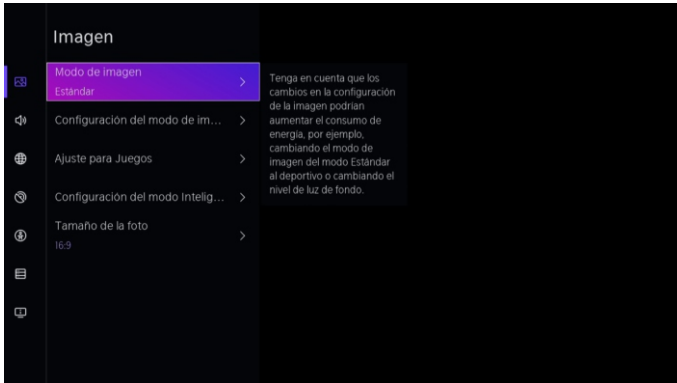 Imagen
Modo de imagen
Estándar
Configuración del modo de im...
Ajuste para Juegos
Configuración del modo Intelig...
Tamaño de la foto
16:9
Tenga en cuenta que los
cambios en la configuración
de la imagen podrían
aumentar el consumo de
energía, por ejemplo,
cambiando el modo de
imagen del modo Estándar
al deportivo o cambiando el
nivel de luz de fondo.